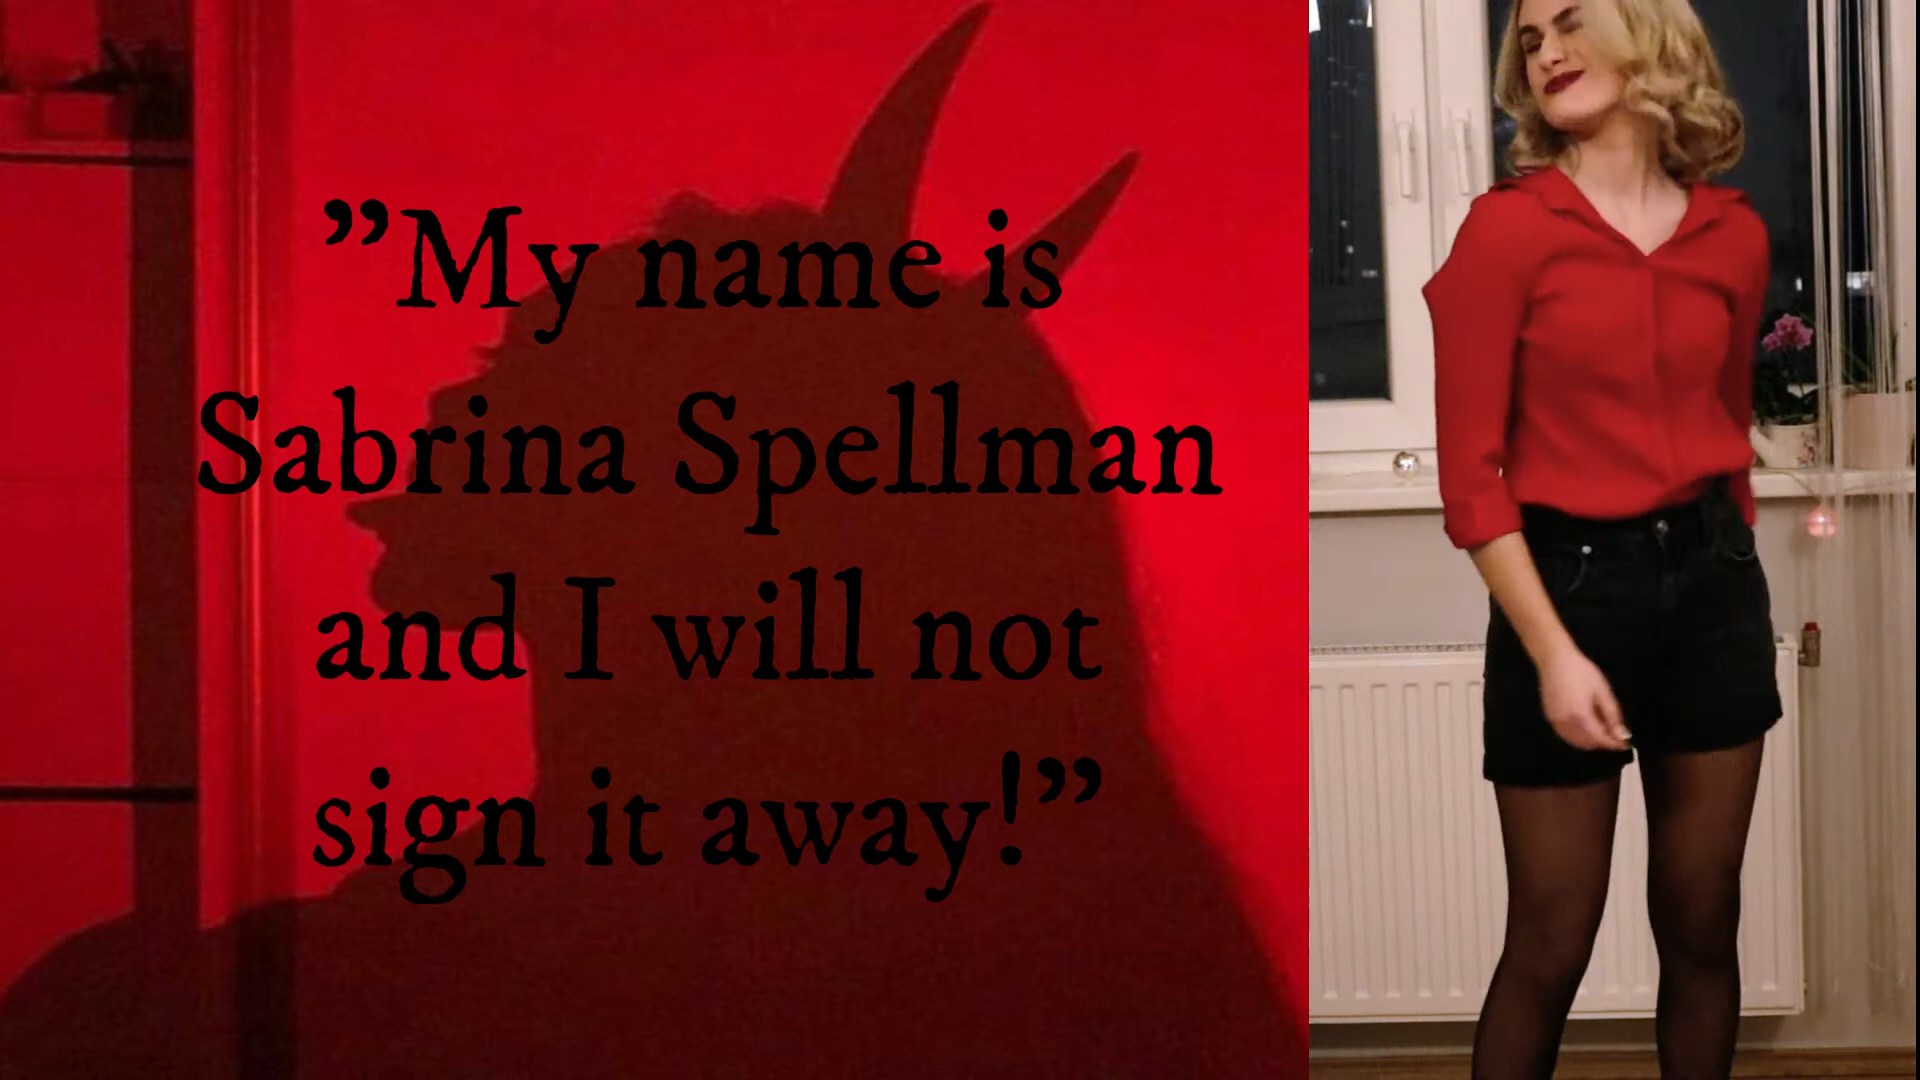 ”My name is
Sabrina Spellman
and I will not
sign it away!”